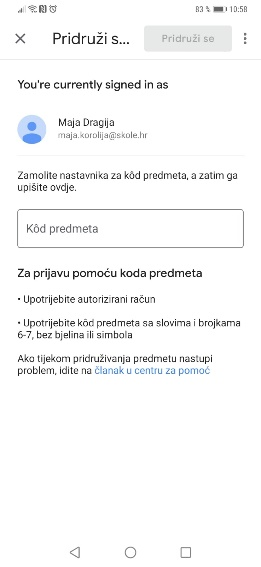 83 % 10:58
Pridruži s...
Pridruži se
You're currently signed in as
Maja Dragija
maja.korolija@skole.hr
Zamolite nastavnika za kôd predmeta, a zatim ga
upišite ovdje.
Kôd predmeta
Za prijavu pomoću koda predmeta
• Upotrijebite autorizirani račun
• Upotrijebite kôd predmeta sa slovima i brojkama
6-7, bez bjelina ili simbola
Ako tijekom pridruživanja predmetu nastupi
problem, idite na članak u centru za pomoć